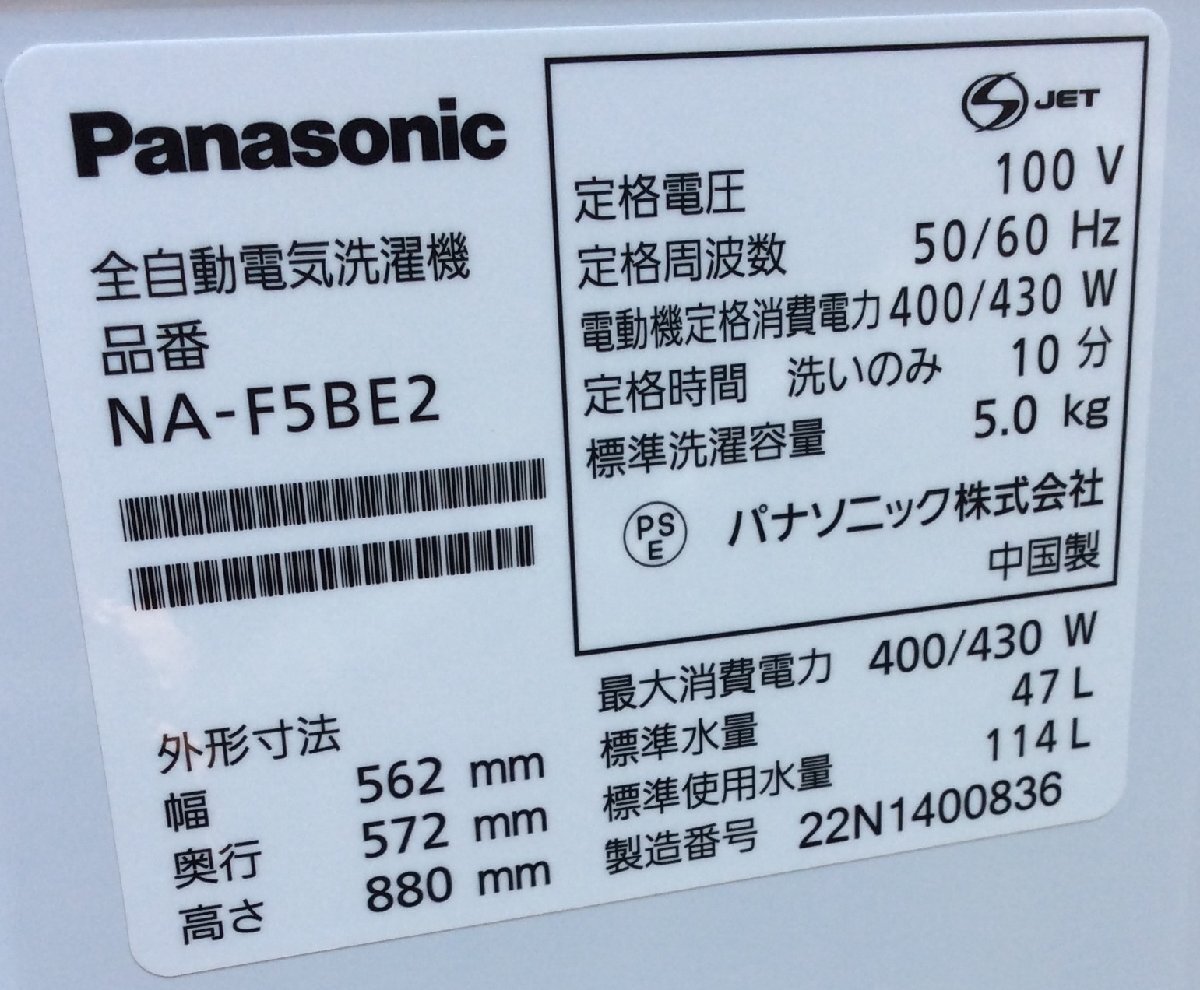 Panasonic
全自動電気洗濯機
品番
NA-F5BE2
外形寸法
幅 562 mm
奥行 572 mm
高さ 880 mm
JET
定格電圧 100 V
定格周波数 50/60 Hz
電動機定格消費電力 400/430 W
定格時間 洗いのみ 10 分
標準洗濯容量 5.0 kg
PS
E
パナソニック株式会社
中国製
最大消費電力 400/430 W
標準水量 47 L
標準使用水量 114 L
製造番号 22N1400836